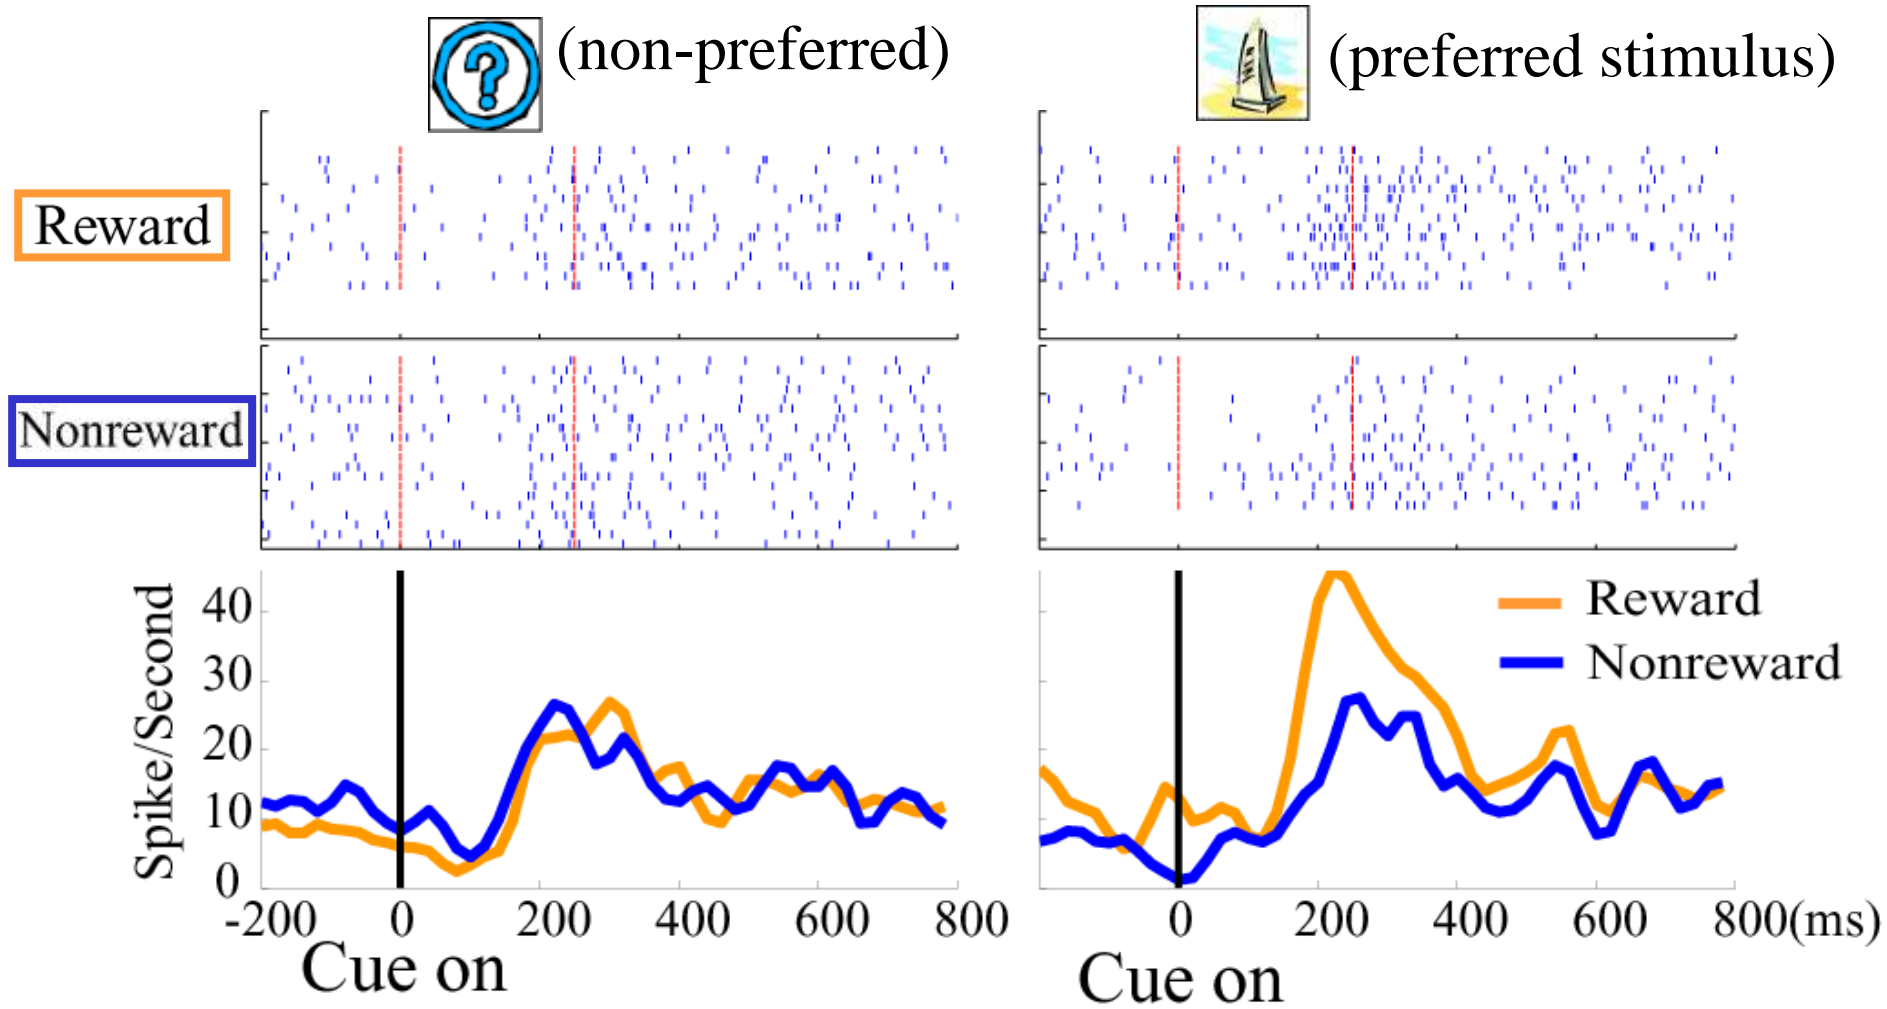 ?
(non-preferred)
(preferred stimulus)
Reward
Nonreward
Spike/Second
40
30
20
10
0
Reward
Nonreward
-200 0 200 400 600 800
0 200 400 600 800(ms)
Cue on
Cue on